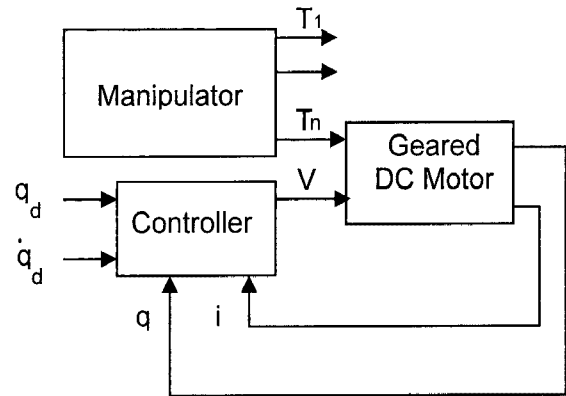 T1
Manipulator
Tn
Geared
DC Motor
V
qd
Controller
q̇d
q
i